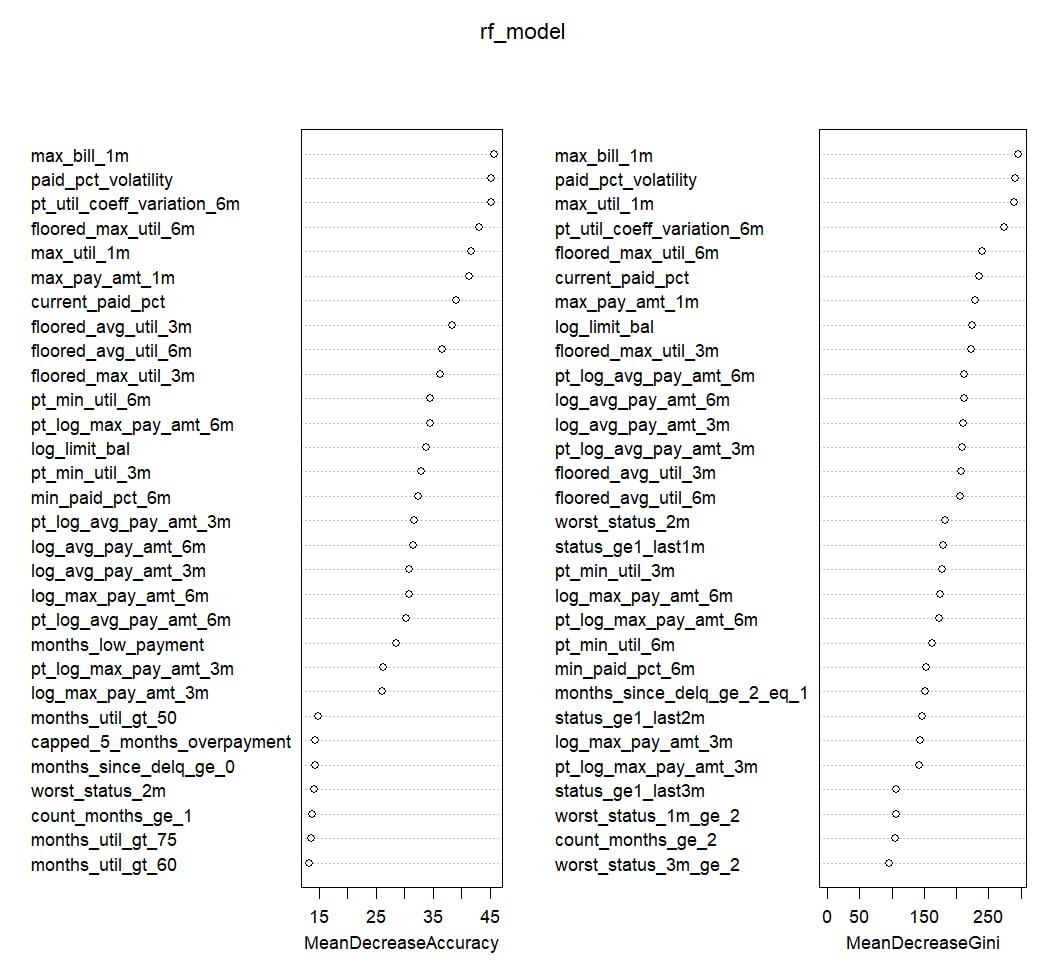 rf_model
max_bill_1m
paid_pct_volatility
pt_util_coeff_variation_6m
floored_max_util_6m
max_util_1m
max_pay_amt_1m
current_paid_pct
floored_avg_util_3m
floored_avg_util_6m
floored_max_util_3m
pt_min_util_6m
pt_log_max_pay_amt_6m
log_limit_bal
pt_min_util_3m
min_paid_pct_6m
pt_log_avg_pay_amt_3m
log_avg_pay_amt_6m
log_avg_pay_amt_3m
log_max_pay_amt_6m
pt_log_avg_pay_amt_6m
months_low_payment
pt_log_max_pay_amt_3m
log_max_pay_amt_3m
months_util_gt_50
capped_5_months_overpayment
months_since_delq_ge_0
worst_status_2m
count_months_ge_1
months_util_gt_75
months_util_gt_60
15 25 35 45
MeanDecreaseAccuracy
max_bill_1m
paid_pct_volatility
max_util_1m
pt_util_coeff_variation_6m
floored_max_util_6m
current_paid_pct
max_pay_amt_1m
log_limit_bal
floored_max_util_3m
pt_log_avg_pay_amt_6m
log_avg_pay_amt_6m
log_avg_pay_amt_3m
pt_log_avg_pay_amt_3m
floored_avg_util_3m
floored_avg_util_6m
worst_status_2m
status_ge1_last1m
pt_min_util_3m
log_max_pay_amt_6m
pt_log_max_pay_amt_6m
pt_min_util_6m
min_paid_pct_6m
months_since_delq_ge_2_eq_1
status_ge1_last2m
log_max_pay_amt_3m
pt_log_max_pay_amt_3m
status_ge1_last3m
worst_status_1m_ge_2
count_months_ge_2
worst_status_3m_ge_2
0 50 150 250
MeanDecreaseGini